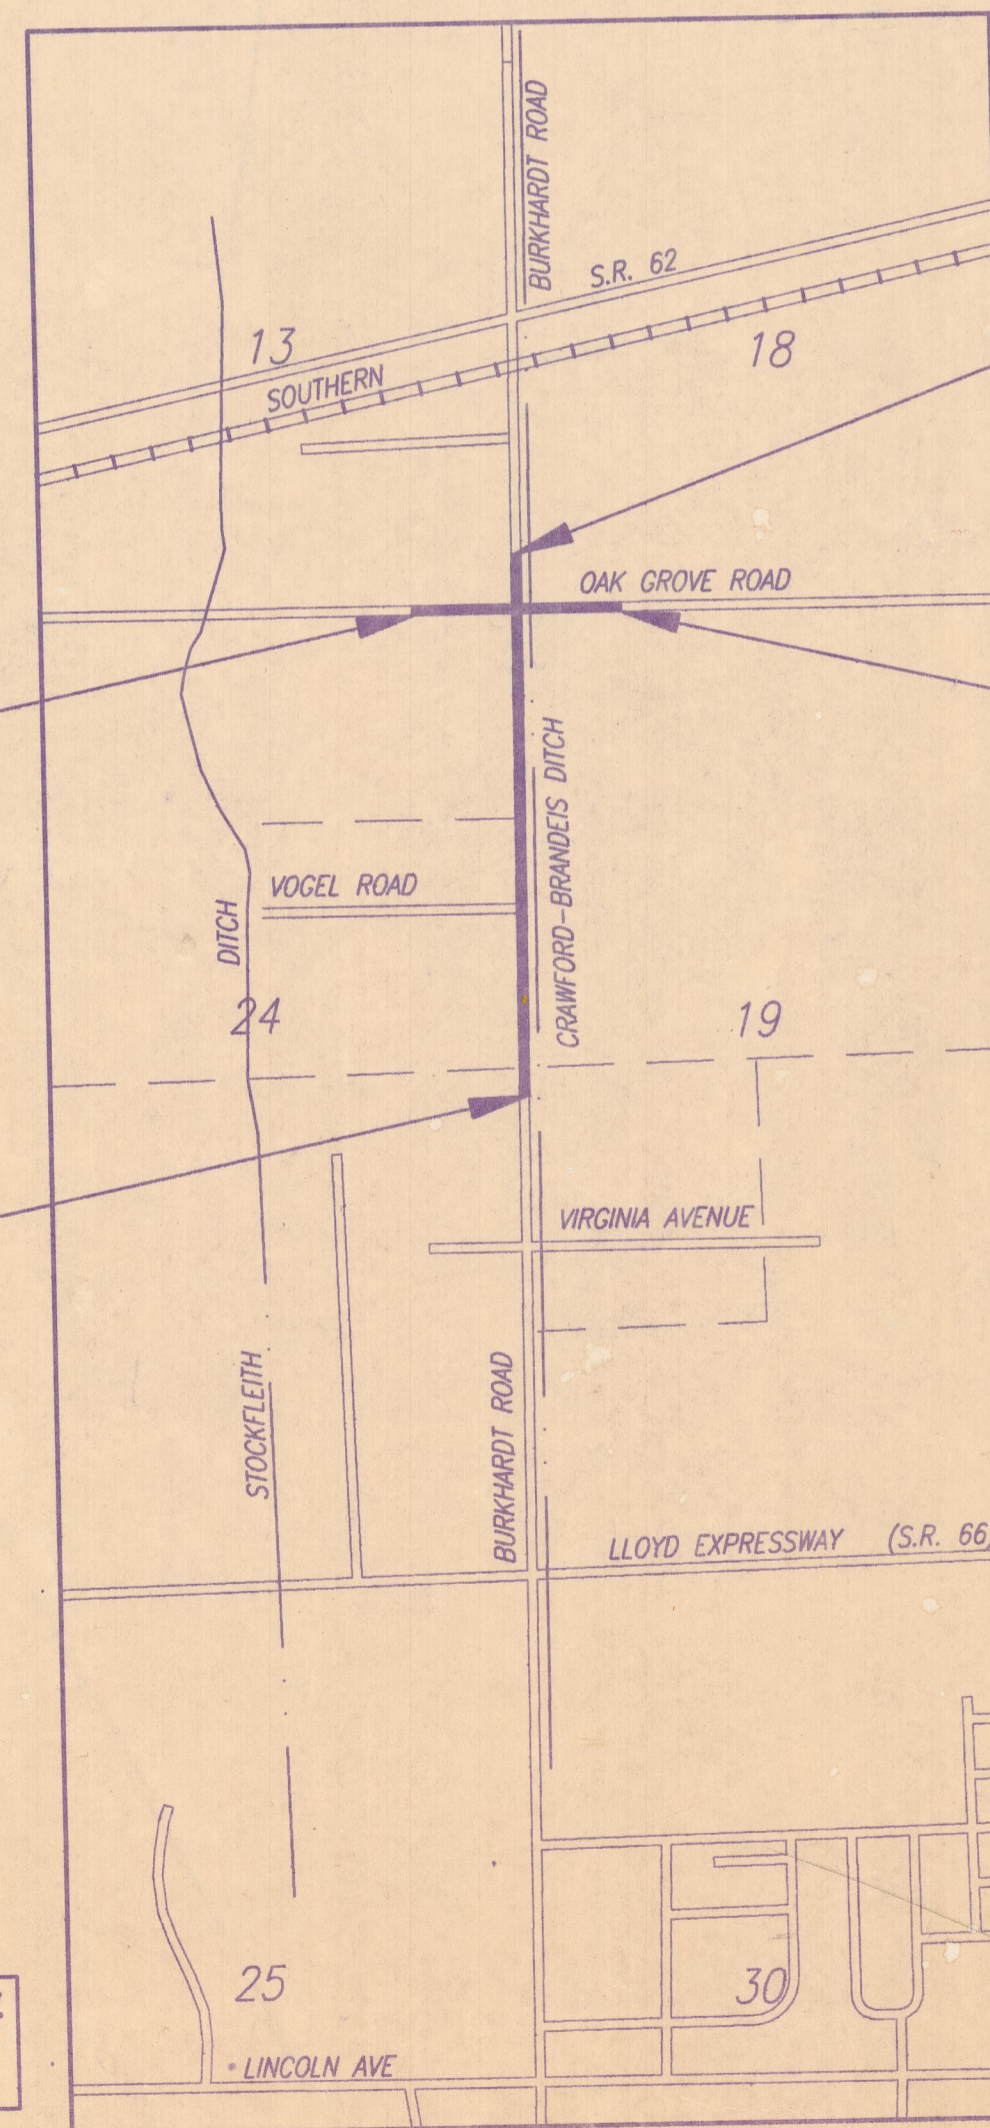 BURKHARDT ROAD
S.R. 62
13
18
SOUTHERN
OAK GROVE ROAD
CRAWFORD-BRANDEIS DITCH
VOGEL ROAD
DITCH
24
19
VIRGINIA AVENUE
STOCKFLEITH
BURKHARDT ROAD
LLOYD EXPRESSWAY (S.R. 66)
25
30
LINCOLN AVE